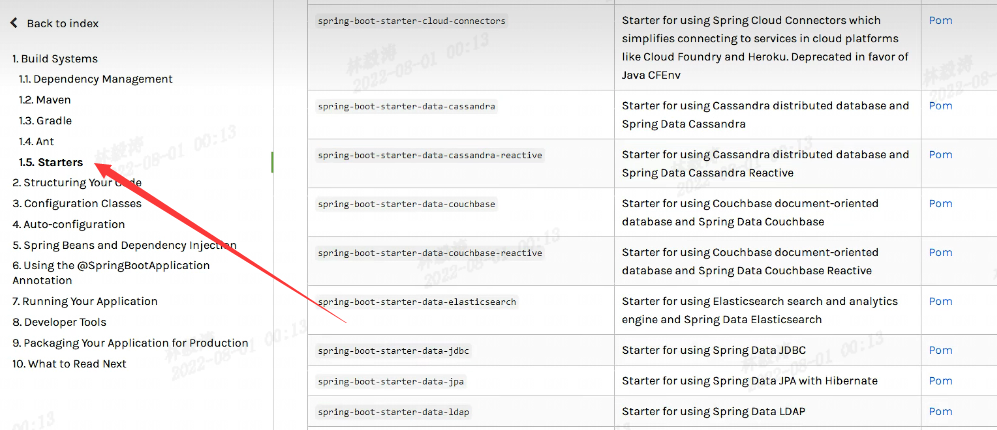 Back to index
1. Build Systems
1.1. Dependency Management
1.2. Maven
1.3. Gradle
1.4. Ant
1.5. Starters
2. Structuring Your Code
3. Configuration Classes
4. Auto-configuration
5. Spring Beans and Dependency Injection
6. Using the @SpringBootApplication
Annotation
7. Running Your Application
8. Developer Tools
9. Packaging Your Application for Production
10. What to Read Next
spring-boot-starter-cloud-connectors
Starter for using Spring Cloud Connectors which
simplifies connecting to services in cloud platforms
like Cloud Foundry and Heroku. Deprecated in favor of
Java CFEnv
Pom
spring-boot-starter-data-cassandra
Starter for using Cassandra distributed database and
Spring Data Cassandra
Pom
spring-boot-starter-data-cassandra-reactive
Starter for using Cassandra distributed database and
Spring Data Cassandra Reactive
Pom
spring-boot-starter-data-couchbase
Starter for using Couchbase document-oriented
database and Spring Data Couchbase
Pom
spring-boot-starter-data-couchbase-reactive
Starter for using Couchbase document-oriented
database and Spring Data Couchbase Reactive
Pom
spring-boot-starter-data-elasticsearch
Starter for using Elasticsearch search and analytics
engine and Spring Data Elasticsearch
Pom
spring-boot-starter-data-jdbc
Starter for using Spring Data JDBC
Pom
spring-boot-starter-data-jpa
Starter for using Spring Data JPA with Hibernate
Pom
spring-boot-starter-data-ldap
Starter for using Spring Data LDAP
Pom
2022-08-01 00:13